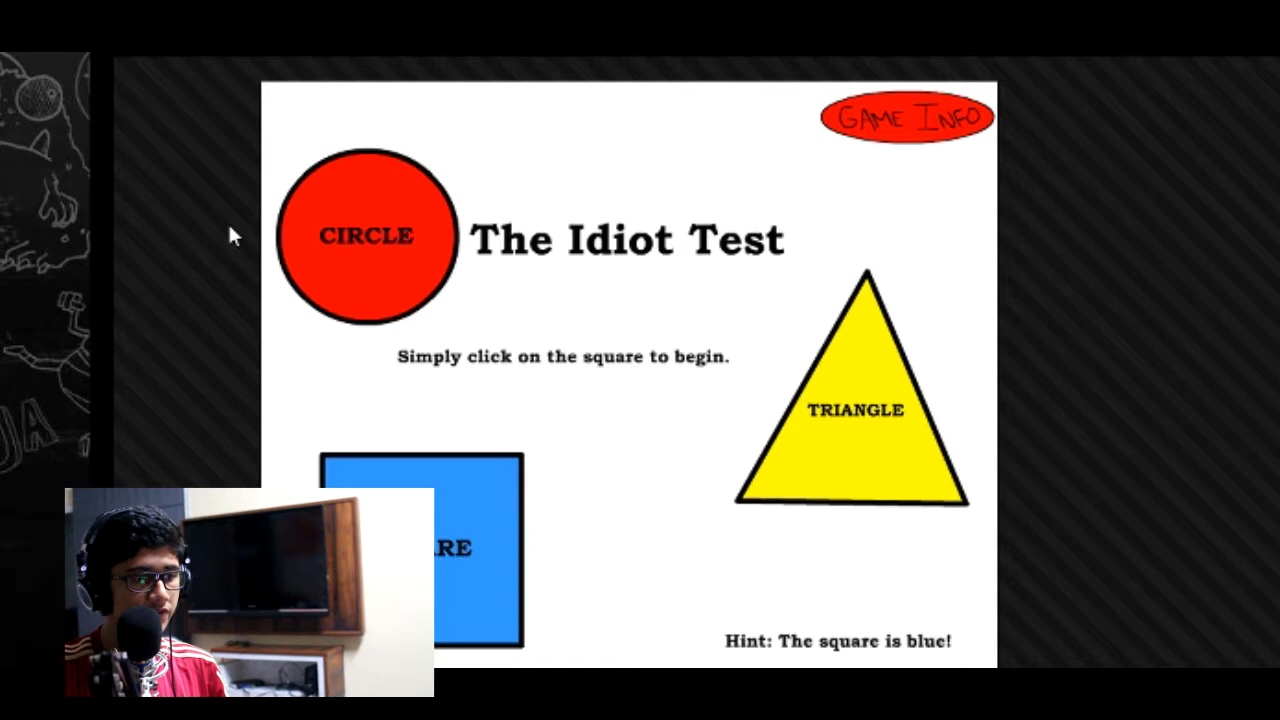 GAME INFO
CIRCLE
The Idiot Test
Simply click on the square to begin.
TRIANGLE
Hint: The square is blue!